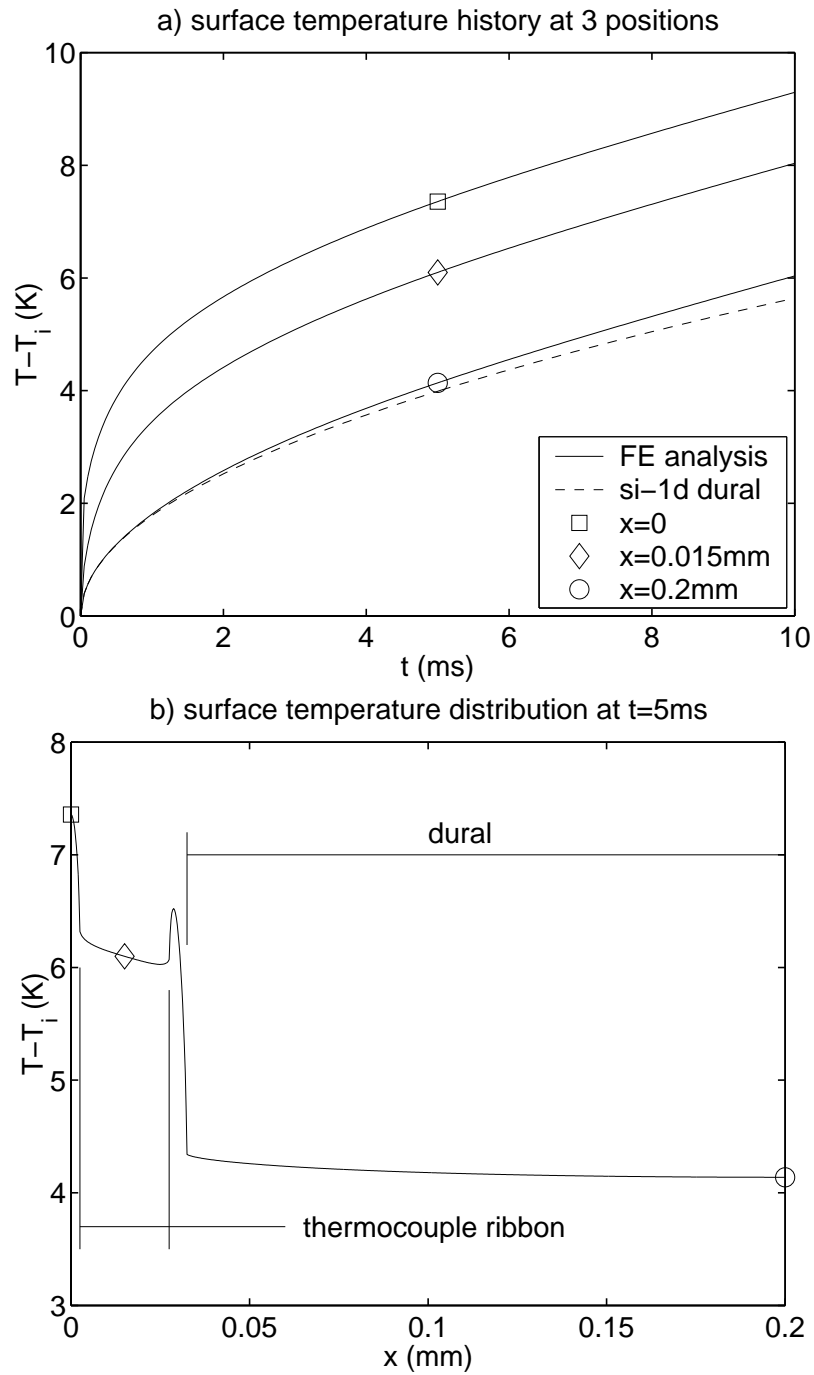 a) surface temperature history at 3 positions
10
8
6
4
2
0
T−T_i (K)
FE analysis
si−1d dural
x=0
x=0.015mm
x=0.2mm
0 2 4 6 8 10
t (ms)
b) surface temperature distribution at t=5ms
8
7
6
5
4
3
T−T_i (K)
dural
thermocouple ribbon
0 0.05 0.1 0.15 0.2
x (mm)